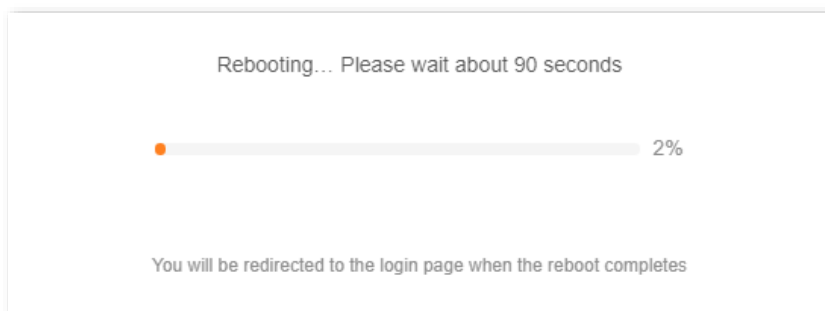 Rebooting... Please wait about 90 seconds
2%
You will be redirected to the login page when the reboot completes